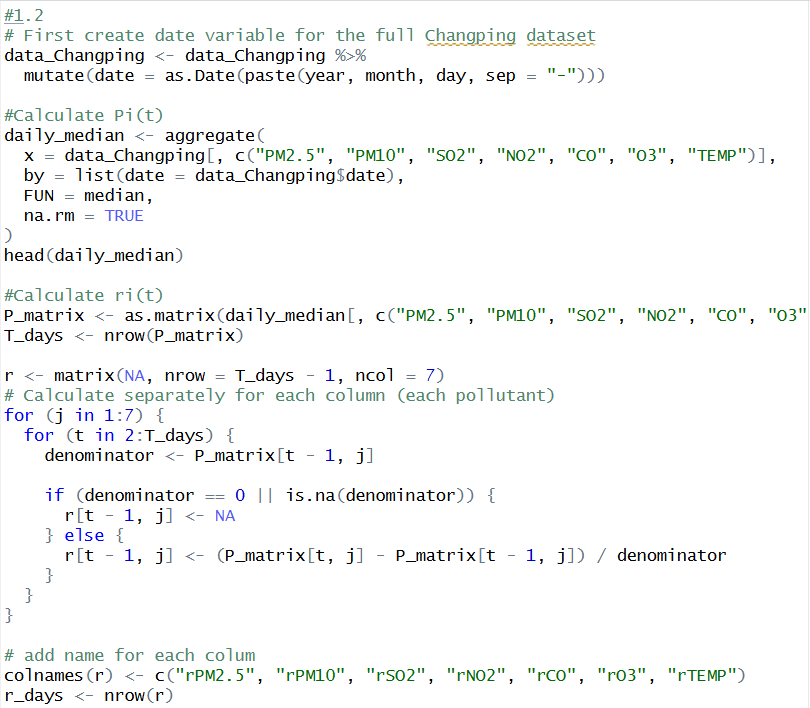 #1.2
# First create date variable for the full Changping dataset
data_Changping <- data_Changping %>%
  mutate(date = as.Date(paste(year, month, day, sep = "-")))
#Calculate Pi(t)
daily_median <- aggregate(
  x = data_Changping[, c("PM2.5", "PM10", "SO2", "NO2", "CO", "O3", "TEMP")],
  by = list(date = data_Changping$date),
  FUN = median,
  na.rm = TRUE
)
head(daily_median)
#Calculate ri(t)
P_matrix <- as.matrix(daily_median[, c("PM2.5", "PM10", "SO2", "NO2", "CO", "O3"
T_days <- nrow(P_matrix)
r <- matrix(NA, nrow = T_days - 1, ncol = 7)
# Calculate separately for each column (each pollutant)
for (j in 1:7) {
  for (t in 2:T_days) {
    denominator <- P_matrix[t - 1, j]
    if (denominator == 0 || is.na(denominator)) {
      r[t - 1, j] <- NA
    } else {
      r[t - 1, j] <- (P_matrix[t, j] - P_matrix[t - 1, j]) / denominator
    }
  }
}
# add name for each colum
colnames(r) <- c("rPM2.5", "rPM10", "rSO2", "rNO2", "rCO", "rO3", "rTEMP")
r_days <- nrow(r)